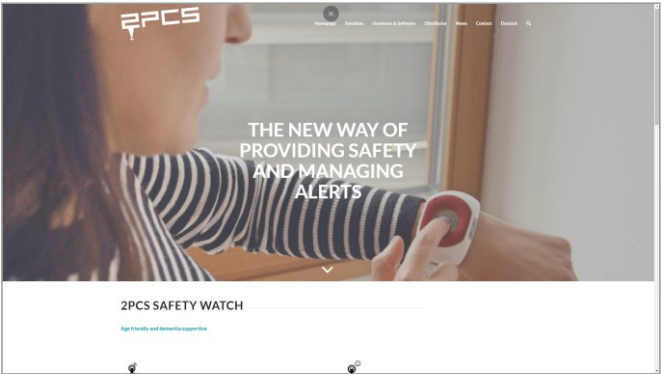 2PCS
Homepage Solutions Hardware & Software Distributor News Contact Deutsch
THE NEW WAY OF
PROVIDING SAFETY
AND MANAGING
ALERTS
2PCS SAFETY WATCH
Age friendly and dementia supportive